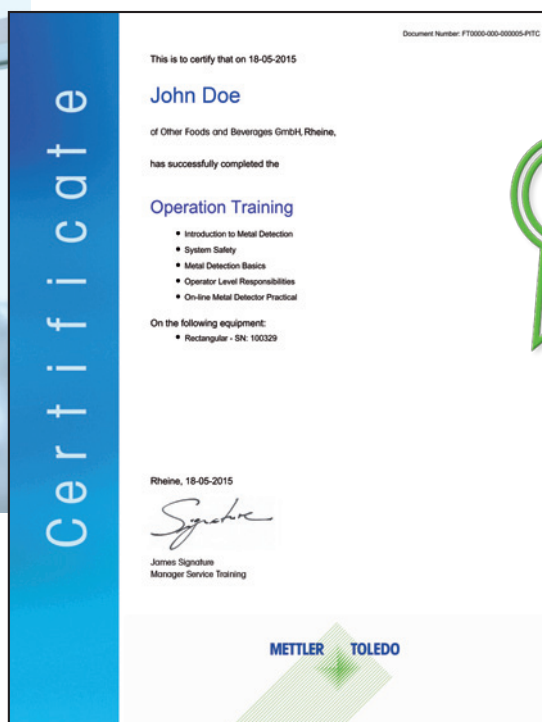 Document Number: FT0000-000-000005-PITC
Certificate
This is to certify that on 18-05-2015
John Doe
of Other Foods and Beverages GmbH, Rheine,
has successfully completed the
Operation Training
• Introduction to Metal Detection
• System Safety
• Metal Detection Basics
• Operator Level Responsibilities
• On-line Metal Detector Practical
On the following equipment:
• Rectangular - SN: 100329
Rheine, 18-05-2015
Signature
James Signature
Manager Service Training
METTLER TOLEDO